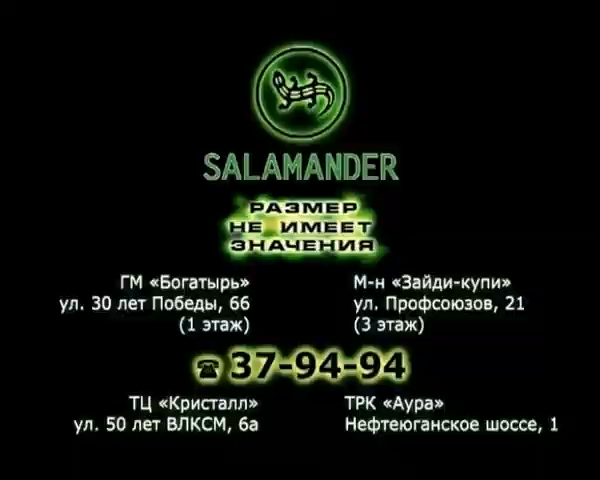 SALAMANDER
РАЗМЕР
НЕ ИМЕЕТ
ЗНАЧЕНИЯ
ГМ «Богатырь»
ул. 30 лет Победы, 66
(1 этаж)
М-н «Зайди-купи»
ул. Профсоюзов, 21
(3 этаж)
☎ 37-94-94
ТЦ «Кристалл»
ул. 50 лет ВЛКСМ, 6а
ТРК «Аура»
Нефтеюганское шоссе, 1